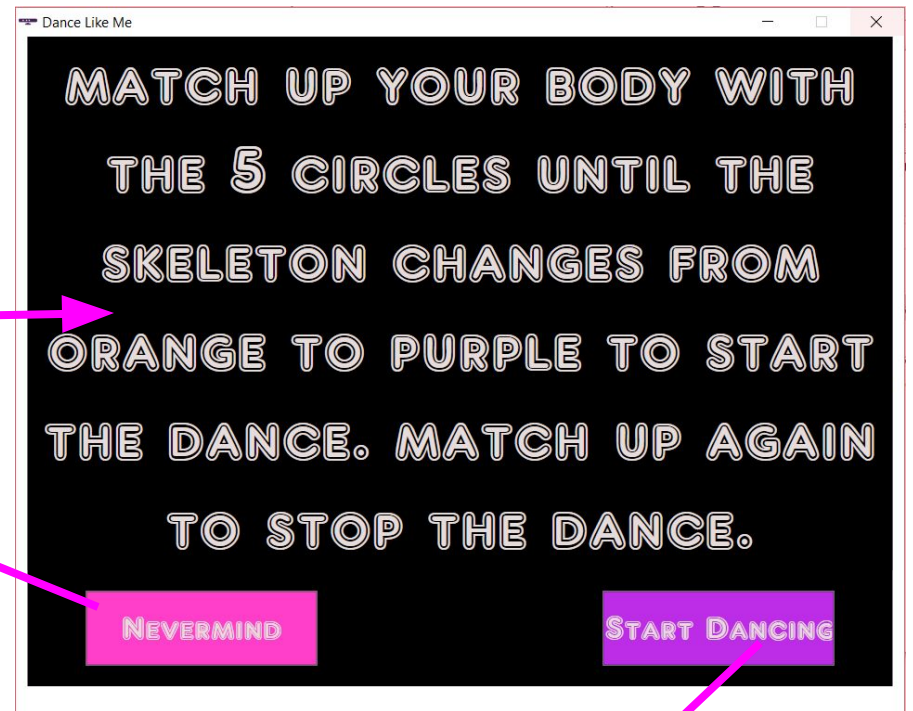 Dance Like Me
MATCH UP YOUR BODY WITH
THE 5 CIRCLES UNTIL THE
SKELETON CHANGES FROM
ORANGE TO PURPLE TO START
THE DANCE. MATCH UP AGAIN
TO STOP THE DANCE.
NEVERMIND
START DANCING